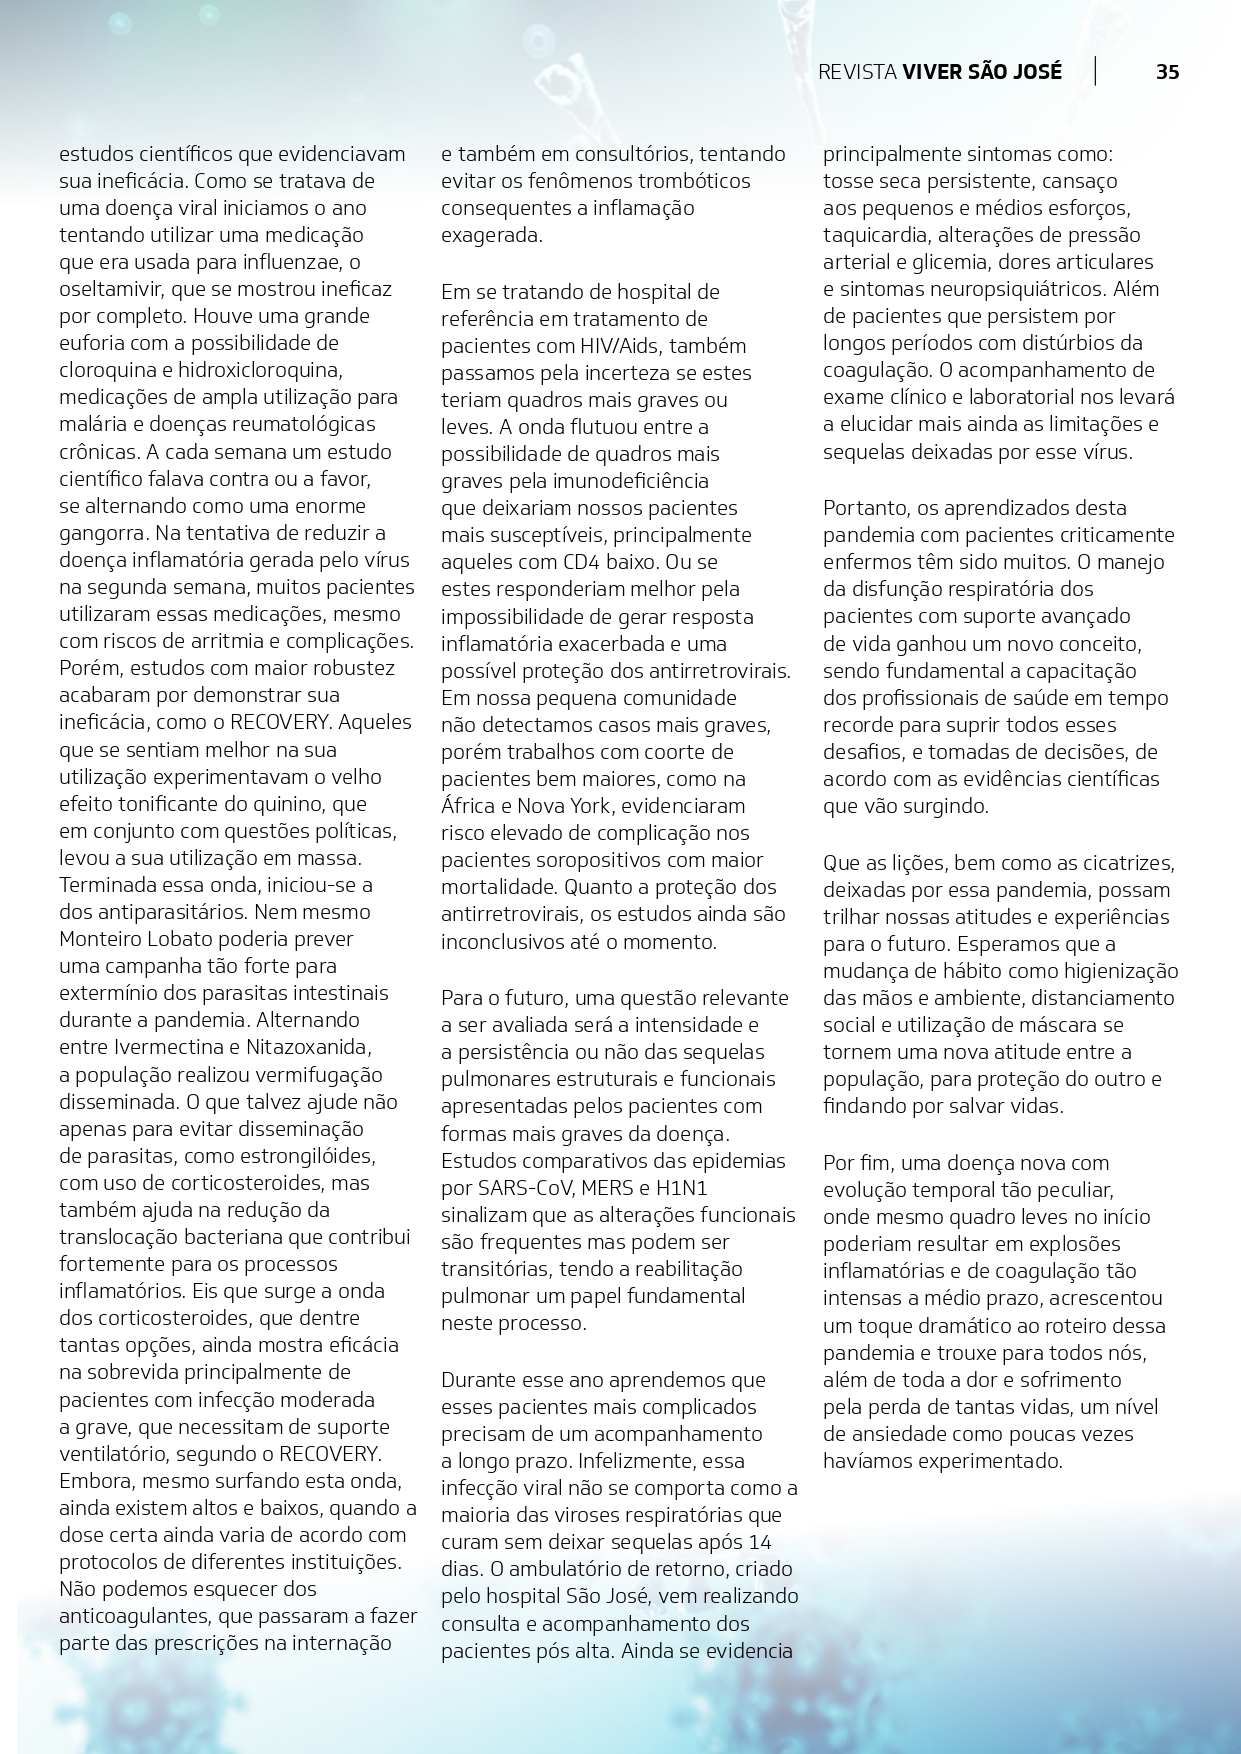 REVISTA VIVER SÃO JOSÉ | 35
estudos científicos que evidenciavam
sua ineficácia. Como se tratava de
uma doença viral iniciamos o ano
tentando utilizar uma medicação
que era usada para influenzae, o
oseltamivir, que se mostrou ineficaz
por completo. Houve uma grande
euforia com a possibilidade de
cloroquina e hidroxicloroquina,
medicações de ampla utilização para
malária e doenças reumatológicas
crônicas. A cada semana um estudo
científico falava contra ou a favor,
se alternando como uma enorme
gangorra. Na tentativa de reduzir a
doença inflamatória gerada pelo vírus
na segunda semana, muitos pacientes
utilizaram essas medicações, mesmo
com riscos de arritmia e complicações.
Porém, estudos com maior robustez
acabaram por demonstrar sua
ineficácia, como o RECOVERY. Aqueles
que se sentiam melhor na sua
utilização experimentavam o velho
efeito tonificante do quinino, que
em conjunto com questões políticas,
levou a sua utilização em massa.
Terminada essa onda, iniciou-se a
dos antiparasitários. Nem mesmo
Monteiro Lobato poderia prever
uma campanha tão forte para
extermínio dos parasitas intestinais
durante a pandemia. Alternando
entre Ivermectina e Nitazoxanida,
a população realizou vermifugação
disseminada. O que talvez ajude não
apenas para evitar disseminação
de parasitas, como estrongilóides,
com uso de corticosteroides, mas
também ajuda na redução da
translocação bacteriana que contribui
fortemente para os processos
inflamatórios. Eis que surge a onda
dos corticosteroides, que dentre
tantas opções, ainda mostra eficácia
na sobrevida principalmente de
pacientes com infecção moderada
a grave, que necessitam de suporte
ventilatório, segundo o RECOVERY.
Embora, mesmo surfando esta onda,
ainda existem altos e baixos, quando a
dose certa ainda varia de acordo com
protocolos de diferentes instituições.
Não podemos esquecer dos
anticoagulantes, que passaram a fazer
parte das prescrições na internação
e também em consultórios, tentando
evitar os fenômenos trombóticos
consequentes a inflamação
exagerada.
Em se tratando de hospital de
referência em tratamento de
pacientes com HIV/Aids, também
passamos pela incerteza se estes
teriam quadros mais graves ou
leves. A onda flutuou entre a
possibilidade de quadros mais
graves pela imunodeficiência
que deixariam nossos pacientes
mais susceptíveis, principalmente
aqueles com CD4 baixo. Ou se
estes responderiam melhor pela
impossibilidade de gerar resposta
inflamatória exacerbada e uma
possível proteção dos antirretrovirais.
Em nossa pequena comunidade
não detectamos casos mais graves,
porém trabalhos com coorte de
pacientes bem maiores, como na
África e Nova York, evidenciaram
risco elevado de complicação nos
pacientes soropositivos com maior
mortalidade. Quanto a proteção dos
antirretrovirais, os estudos ainda são
inconclusivos até o momento.
Para o futuro, uma questão relevante
a ser avaliada será a intensidade e
a persistência ou não das sequelas
pulmonares estruturais e funcionais
apresentadas pelos pacientes com
formas mais graves da doença.
Estudos comparativos das epidemias
por SARS-CoV, MERS e H1N1
sinalizam que as alterações funcionais
são frequentes mas podem ser
transitórias, tendo a reabilitação
pulmonar um papel fundamental
neste processo.
Durante esse ano aprendemos que
esses pacientes mais complicados
precisam de um acompanhamento
a longo prazo. Infelizmente, essa
infecção viral não se comporta como a
maioria das viroses respiratórias que
curam sem deixar sequelas após 14
dias. O ambulatório de retorno, criado
pelo hospital São José, vem realizando
consulta e acompanhamento dos
pacientes pós alta. Ainda se evidencia
principalmente sintomas como:
tosse seca persistente, cansaço
aos pequenos e médios esforços,
taquicardia, alterações de pressão
arterial e glicemia, dores articulares
e sintomas neuropsiquiátricos. Além
de pacientes que persistem por
longos períodos com distúrbios da
coagulação. O acompanhamento de
exame clínico e laboratorial nos levará
a elucidar mais ainda as limitações e
sequelas deixadas por esse vírus.
Portanto, os aprendizados desta
pandemia com pacientes criticamente
enfermos têm sido muitos. O manejo
da disfunção respiratória dos
pacientes com suporte avançado
de vida ganhou um novo conceito,
sendo fundamental a capacitação
dos profissionais de saúde em tempo
recorde para suprir todos esses
desafios, e tomadas de decisões, de
acordo com as evidências científicas
que vão surgindo.
Que as lições, bem como as cicatrizes,
deixadas por essa pandemia, possam
trilhar nossas atitudes e experiências
para o futuro. Esperamos que a
mudança de hábito como higienização
das mãos e ambiente, distanciamento
social e utilização de máscara se
tornem uma nova atitude entre a
população, para proteção do outro e
findando por salvar vidas.
Por fim, uma doença nova com
evolução temporal tão peculiar,
onde mesmo quadro leves no início
poderiam resultar em explosões
inflamatórias e de coagulação tão
intensas a médio prazo, acrescentou
um toque dramático ao roteiro dessa
pandemia e trouxe para todos nós,
além de toda a dor e sofrimento
pela perda de tantas vidas, um nível
de ansiedade como poucas vezes
havíamos experimentado.